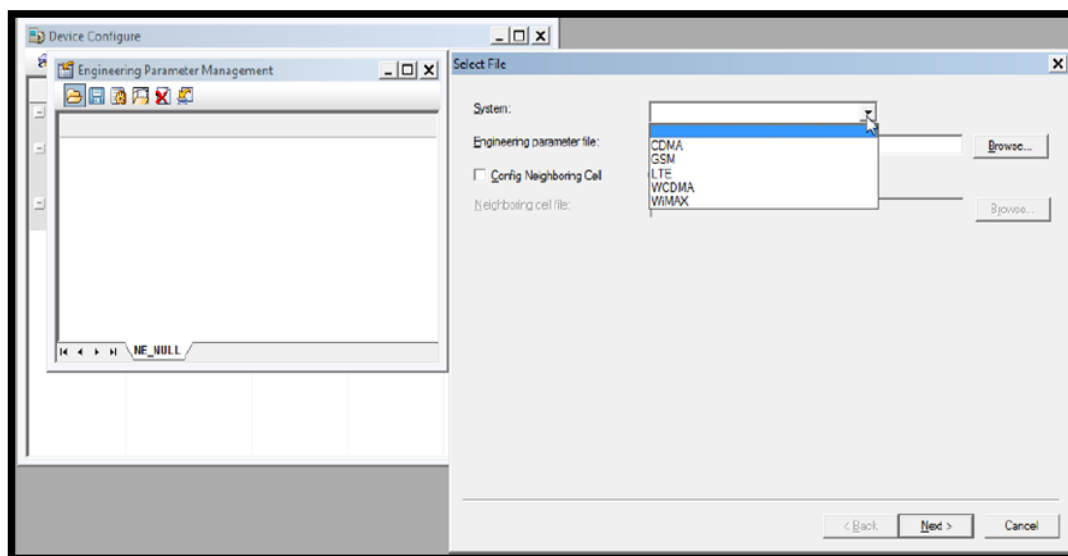 Device Configure
Engineering Parameter Management
NE_NULL
Select File
System:
CDMA
GSM
LTE
WCDMA
WiMAX
Engineering parameter file:
Browse...
Config Neighboring Cell
Neighboring cell file:
Browse...
< Back
Next >
Cancel